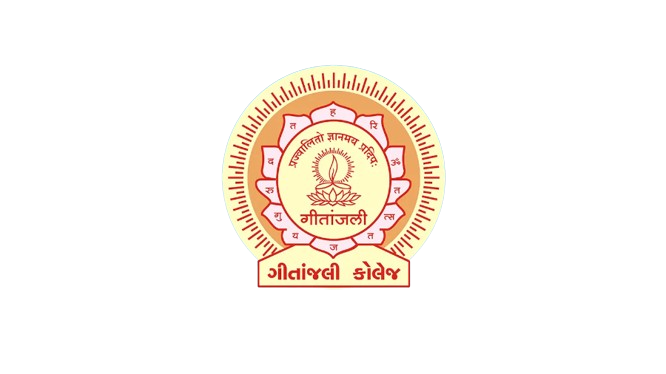 ह रि ॐ त त्स त ज य गु रु व त
प्रज्वालितो ज्ञानमय प्रदिपः
गीतांजली
ગીતાંજલી કોલેજ